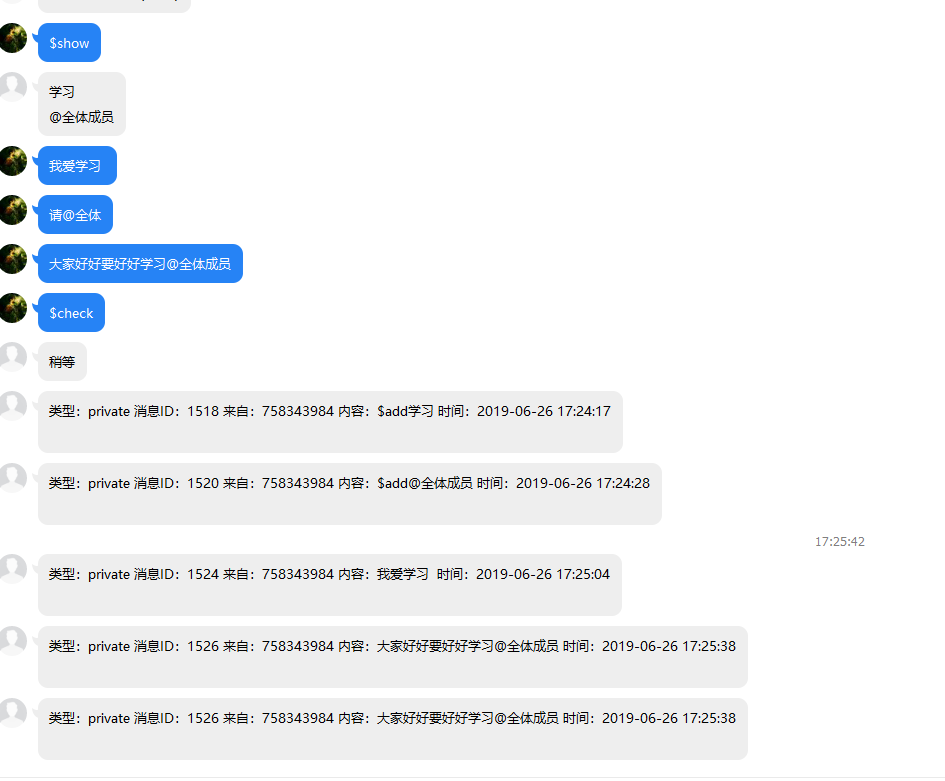 $show
学习
@全体成员
我爱学习
请@全体
大家好好要好好学习@全体成员
$check
稍等
类型：private 消息ID：1518 来自：758343984 内容：$add学习 时间：2019-06-26 17:24:17
类型：private 消息ID：1520 来自：758343984 内容：$add@全体成员 时间：2019-06-26 17:24:28
17:25:42
类型：private 消息ID：1524 来自：758343984 内容：我爱学习  时间：2019-06-26 17:25:04
类型：private 消息ID：1526 来自：758343984 内容：大家好好要好好学习@全体成员 时间：2019-06-26 17:25:38
类型：private 消息ID：1526 来自：758343984 内容：大家好好要好好学习@全体成员 时间：2019-06-26 17:25:38